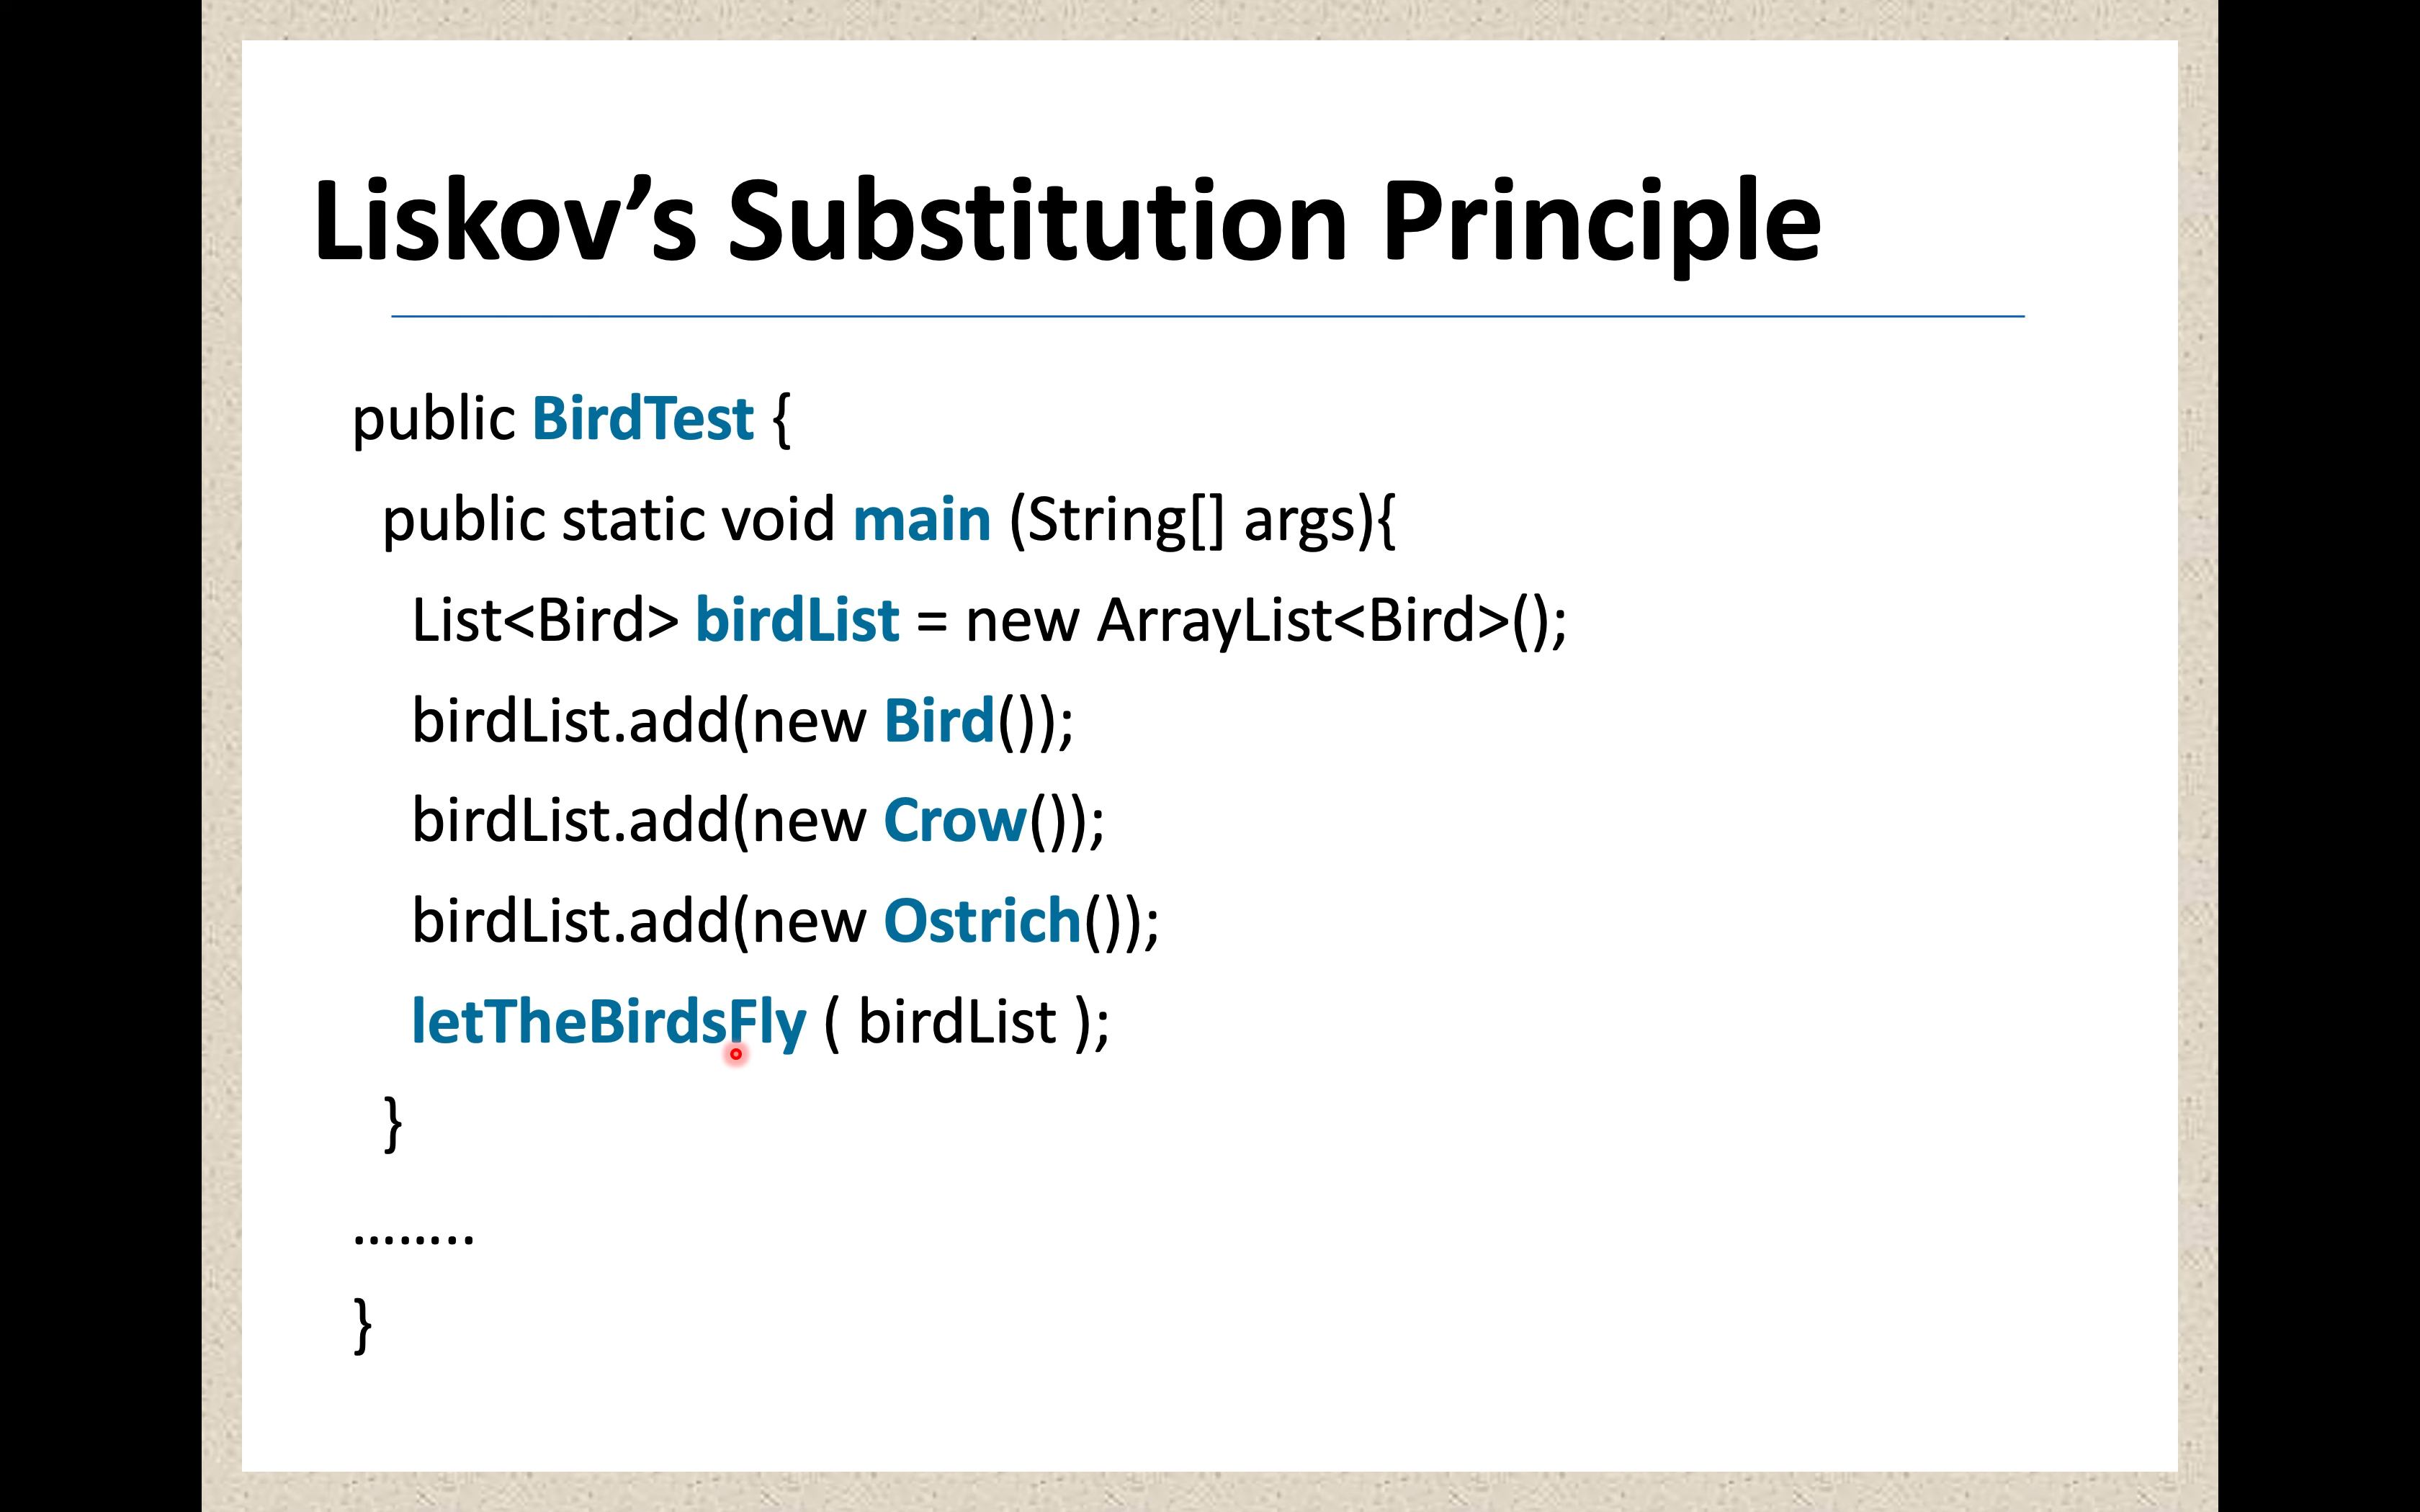 Liskov’s Substitution Principle
public BirdTest {
public static void main (String[] args){
List<Bird> birdList = new ArrayList<Bird>();
birdList.add(new Bird());
birdList.add(new Crow());
birdList.add(new Ostrich());
letTheBirdsFly ( birdList );
}
........
}